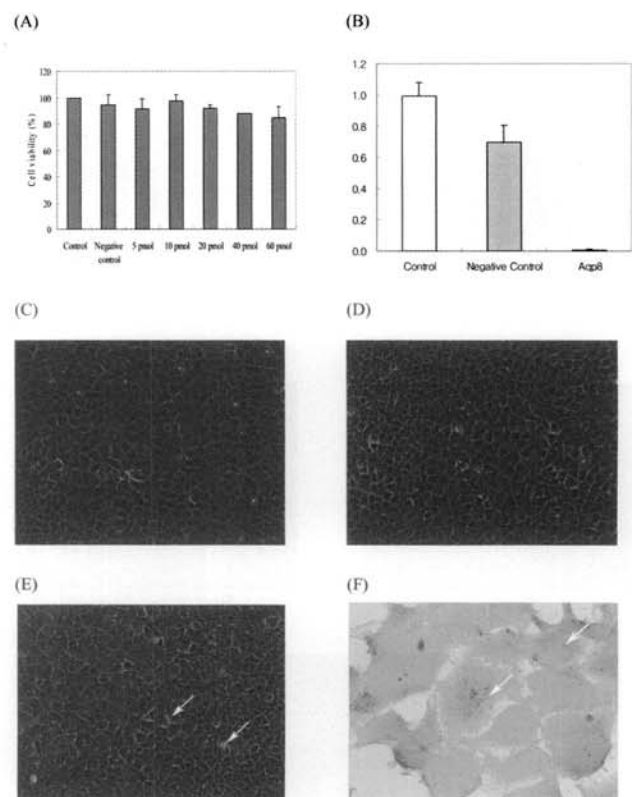 (A)
(B)
120
100
80
60
40
20
0
Cell viability (%)
Control
Negative control
5 pmol
10 pmol
20 pmol
40 pmol
60 pmol
1.2
1.0
0.8
0.6
0.4
0.2
0.0
Control
Negative Control
Aqp8
(C)
(D)
(E)
(F)